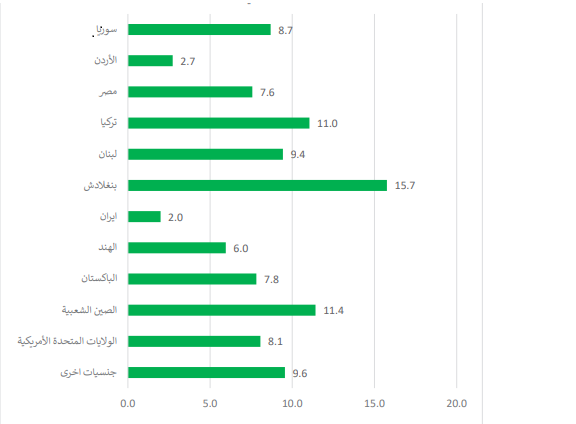 سوريا 8.7
الأردن 2.7
مصر 7.6
تركيا 11.0
لبنان 9.4
بنغلادش 15.7
ايران 2.0
الهند 6.0
الباكستان 7.8
الصين الشعبية 11.4
الولايات المتحدة الأمريكية 8.1
جنسيات اخرى 9.6
0.0 5.0 10.0 15.0 20.0